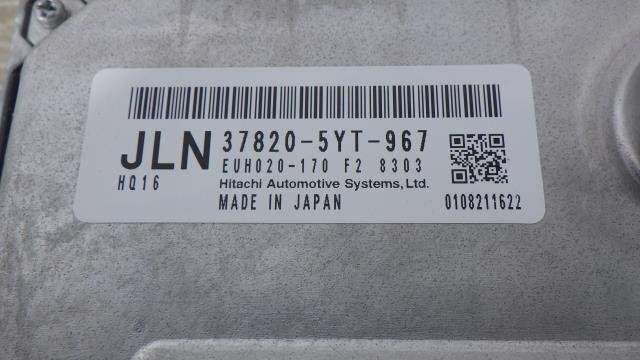 JLN 37820-5YT-967
EUH020-170 F2 8303
HQ16 Hitachi Automotive Systems, Ltd.
MADE IN JAPAN 0108211622